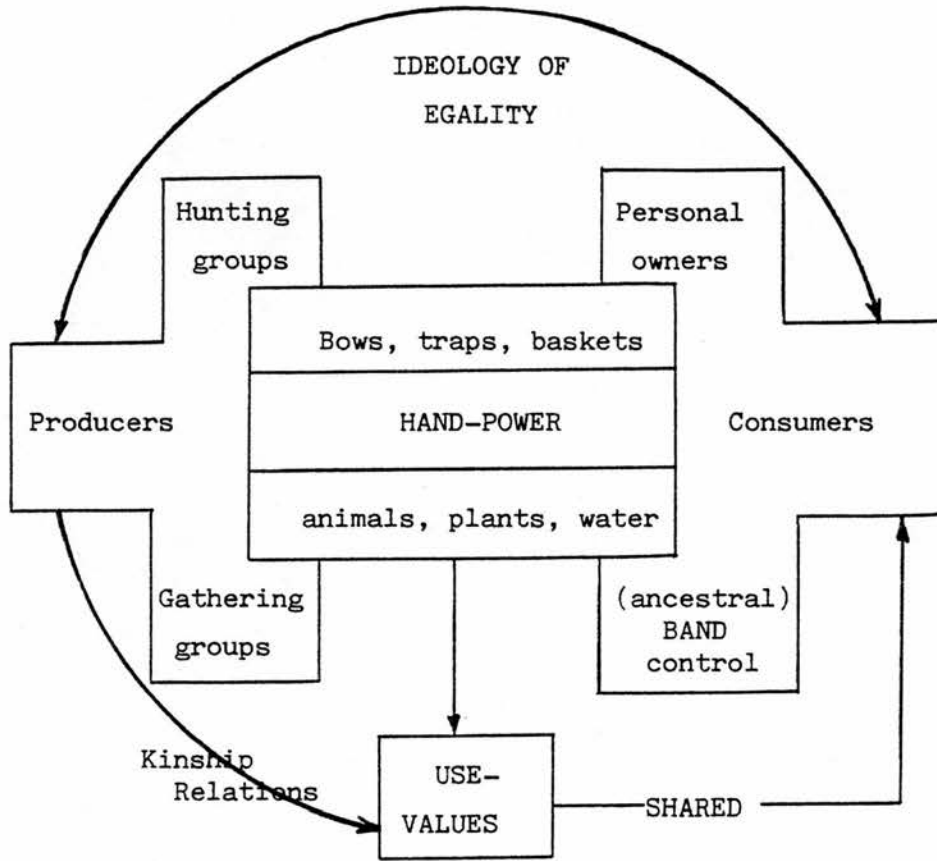 IDEOLOGY OF
EGALITY
Hunting
groups
Personal
owners
Bows, traps, baskets
Producers
HAND-POWER
Consumers
animals, plants, water
Gathering
groups
(ancestral)
BAND
control
Kinship
Relations
USE-
VALUES
SHARED